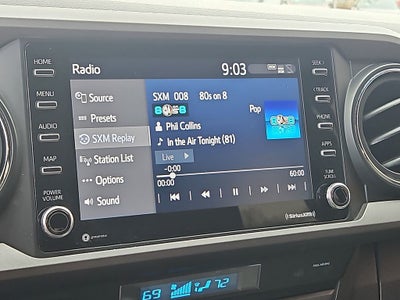 HOME
MENU
AUDIO
MAP
POWER
VOLUME
Radio
9:03
Source
Presets
SXM Replay
Station List
Options
Sound
SXM 008 80s on 8
Pop
Phil Collins
In the Air Tonight (81)
Live
-0:00
00:00
60:00
SiriusXM
SEEK
TRACK
PHONE
APPS
TUNE
SCROLL
69
72